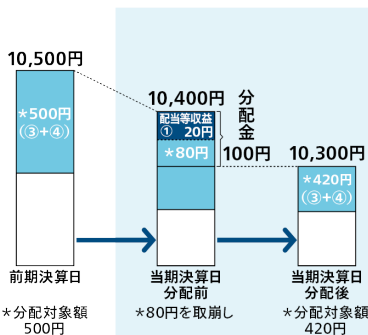 10,500円
*500円
(③+④)
前期決算日
*分配対象額
500円
10,400円
配当等収益
① 20円
*80円
分配金
100円
当期決算日
分配前
*80円を取崩し
10,300円
*420円
(③+④)
当期決算日
分配後
*分配対象額
420円